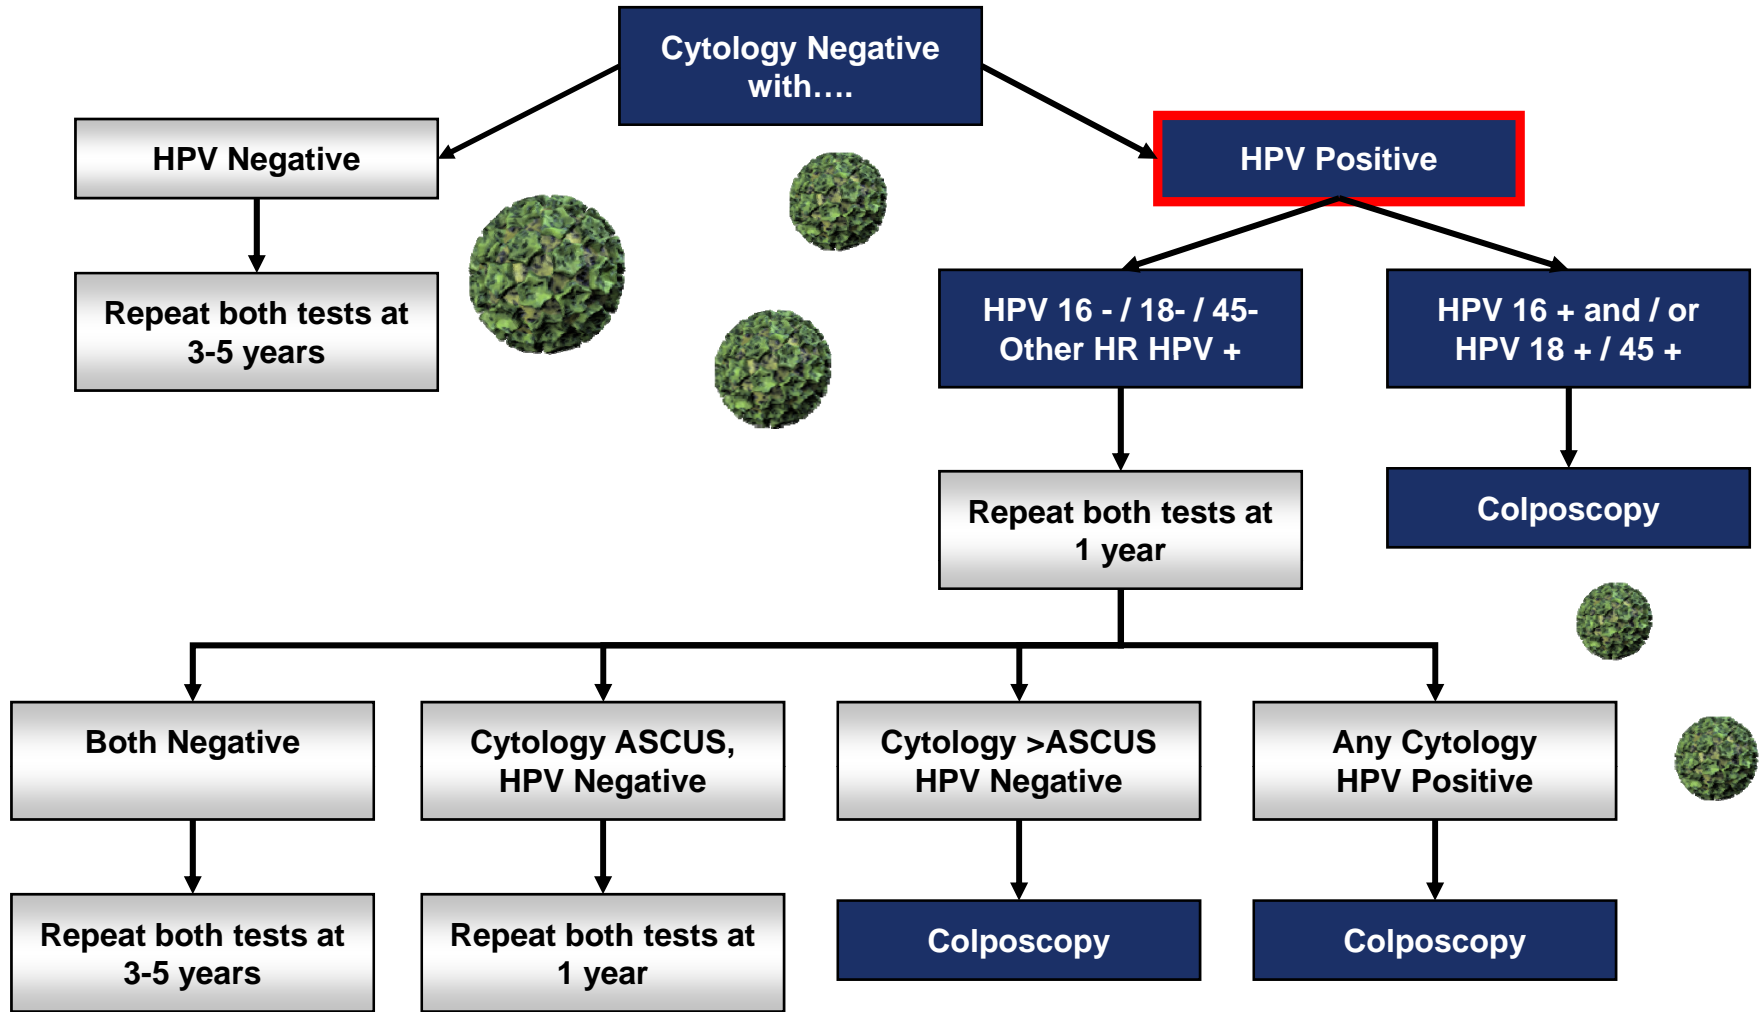 Cytology Negative
with....
HPV Negative
HPV Positive
Repeat both tests at
3-5 years
HPV 16 - / 18- / 45-
Other HR HPV +
HPV 16 + and / or
HPV 18 + / 45 +
Repeat both tests at
1 year
Colposcopy
Both Negative
Cytology ASCUS,
HPV Negative
Cytology >ASCUS
HPV Negative
Any Cytology
HPV Positive
Repeat both tests at
3-5 years
Repeat both tests at
1 year
Colposcopy
Colposcopy